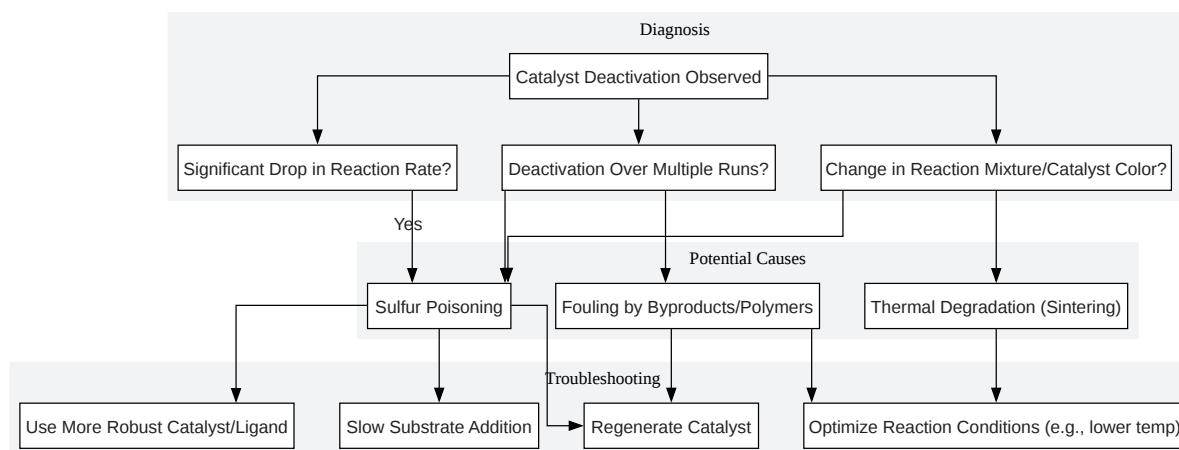 Diagnosis
Catalyst Deactivation Observed
Significant Drop in Reaction Rate?
Deactivation Over Multiple Runs?
Change in Reaction Mixture/Catalyst Color?
Yes
Potential Causes
Sulfur Poisoning
Fouling by Byproducts/Polymers
Thermal Degradation (Sintering)
Troubleshooting
Use More Robust Catalyst/Ligand
Slow Substrate Addition
Regenerate Catalyst
Optimize Reaction Conditions (e.g., lower temp)